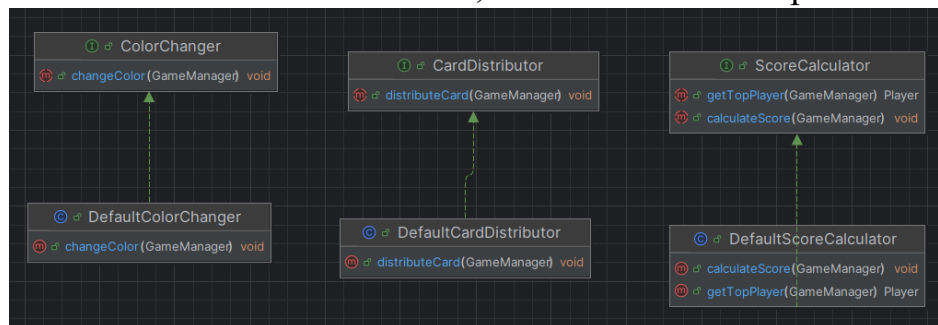 ColorChanger
changeColor(GameManager) void
CardDistributor
distributeCard(GameManager) void
ScoreCalculator
getTopPlayer(GameManager) Player
calculateScore(GameManager) void
DefaultColorChanger
changeColor(GameManager) void
DefaultCardDistributor
distributeCard(GameManager) void
DefaultScoreCalculator
calculateScore(GameManager) void
getTopPlayer(GameManager) Player